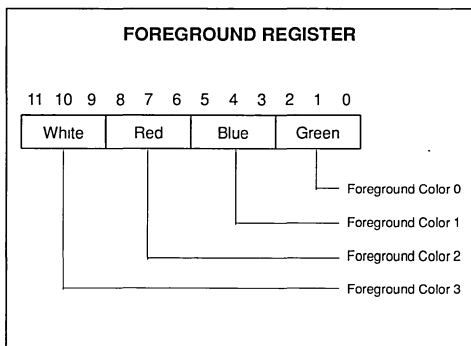 FOREGROUND REGISTER
11 10 9 8 7 6 5 4 3 2 1 0
White Red Blue Green
Foreground Color 0
Foreground Color 1
Foreground Color 2
Foreground Color 3